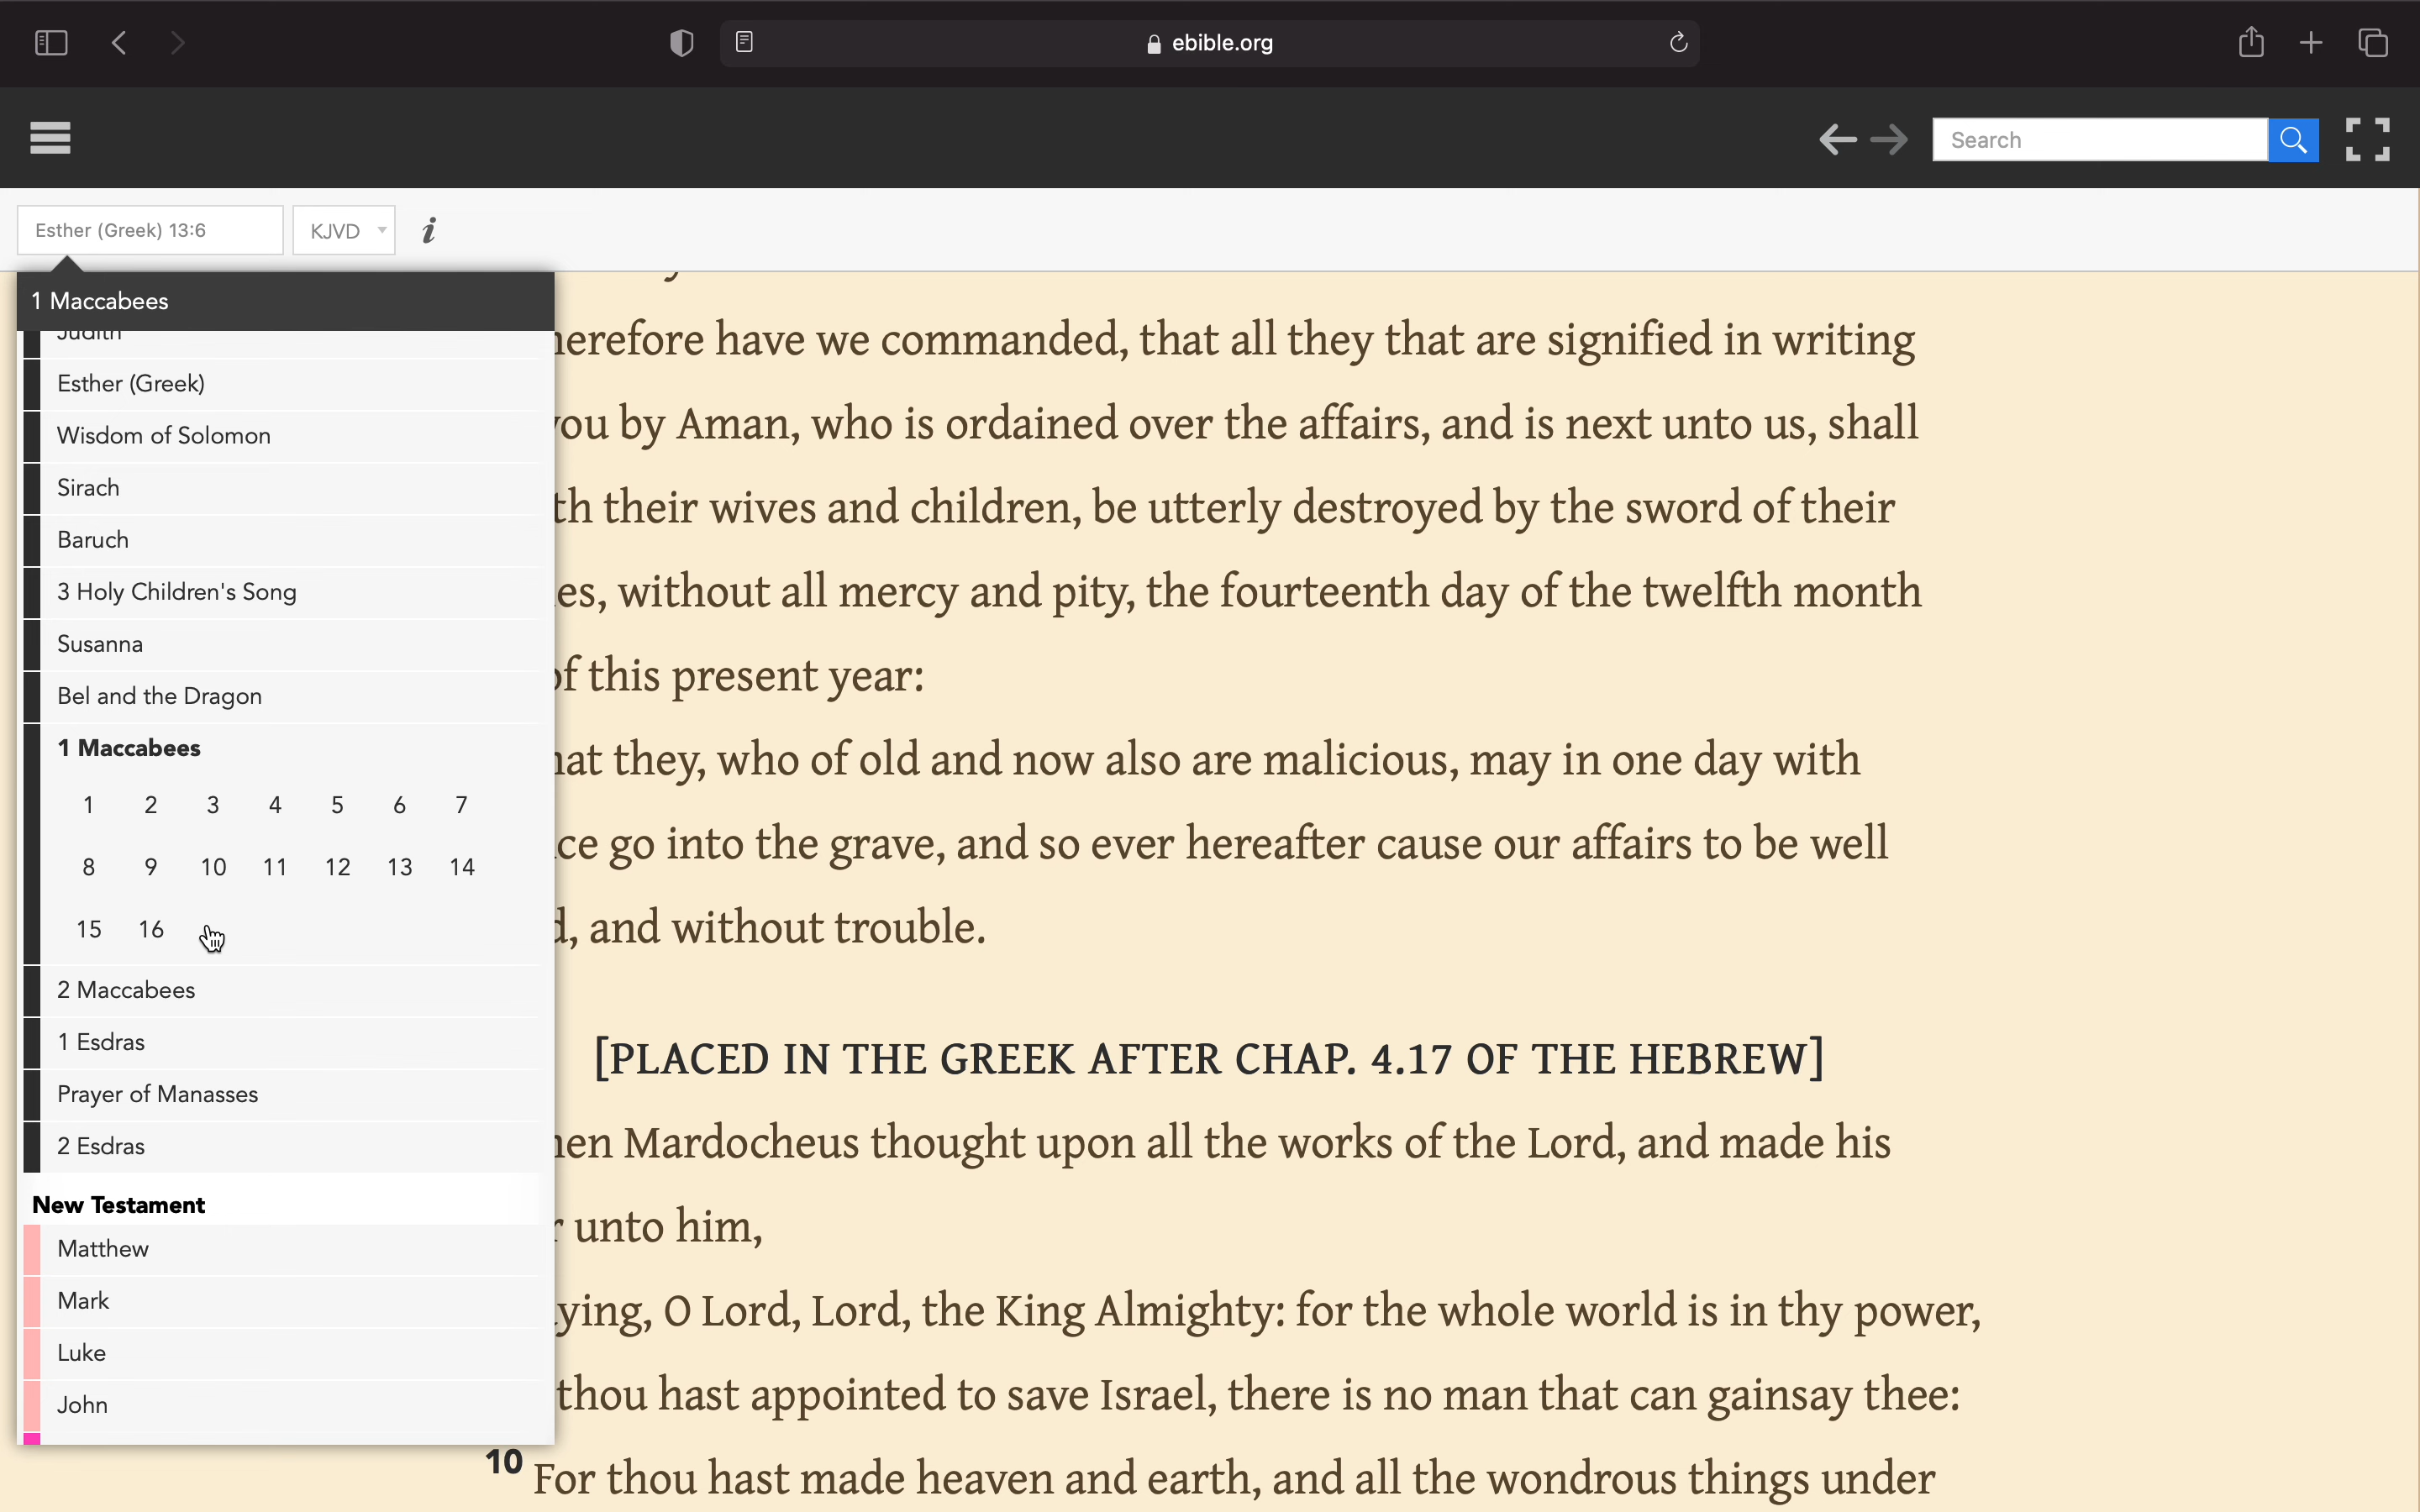 ebible.org
Search
Esther (Greek) 13:6
KJVD
i
1 Maccabees
Judith
Esther (Greek)
Wisdom of Solomon
Sirach
Baruch
3 Holy Children's Song
Susanna
Bel and the Dragon
1 Maccabees
1 2 3 4 5 6 7
8 9 10 11 12 13 14
15 16
2 Maccabees
1 Esdras
Prayer of Manasses
2 Esdras
New Testament
Matthew
Mark
Luke
John
herefore have we commanded, that all they that are signified in writing
you by Aman, who is ordained over the affairs, and is next unto us, shall
th their wives and children, be utterly destroyed by the sword of their
es, without all mercy and pity, the fourteenth day of the twelfth month
of this present year:
hat they, who of old and now also are malicious, may in one day with
ce go into the grave, and so ever hereafter cause our affairs to be well
d, and without trouble.
[PLACED IN THE GREEK AFTER CHAP. 4.17 OF THE HEBREW]
hen Mardocheus thought upon all the works of the Lord, and made his
r unto him,
ying, O Lord, Lord, the King Almighty: for the whole world is in thy power,
thou hast appointed to save Israel, there is no man that can gainsay thee:
10 For thou hast made heaven and earth, and all the wondrous things under